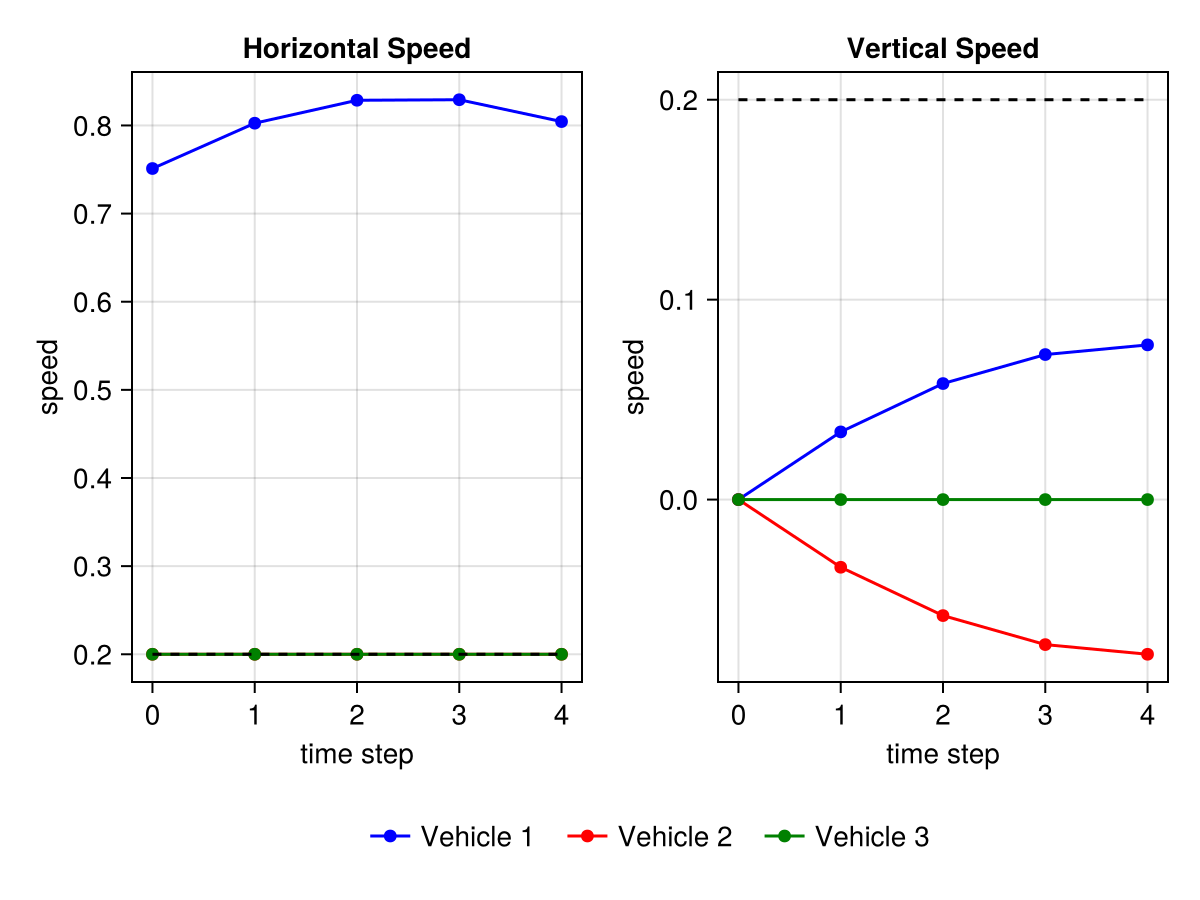 Horizontal Speed
speed
0.8
0.7
0.6
0.5
0.4
0.3
0.2
0
1
2
3
4
time step
Vertical Speed
speed
0.2
0.1
0.0
0
1
2
3
4
time step
Vehicle 1
Vehicle 2
Vehicle 3